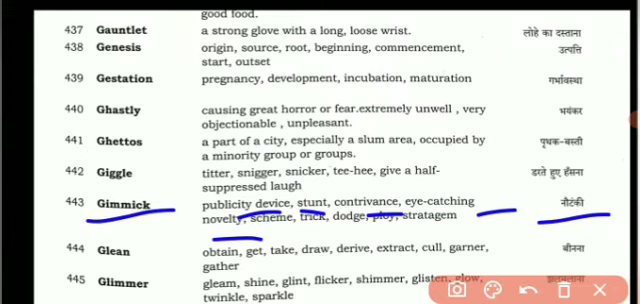 good food.
437 Gauntlet a strong glove with a long, loose wrist. लोहे का दस्ताना
438 Genesis origin, source, root, beginning, commencement, उत्पत्ति
start, outset
439 Gestation pregnancy, development, incubation, maturation गर्भावस्था
440 Ghastly causing great horror or fear.extremely unwell , very भयंकर
objectionable , unpleasant.
441 Ghettos a part of a city, especially a slum area, occupied by पृथक-बस्ती
a minority group or groups.
442 Giggle titter, snigger, snicker, tee-hee, give a half- डरते हुए हँसना
suppressed laugh
443 Gimmick publicity device, stunt, contrivance, eye-catching नौटंकी
novelty, scheme, trick, dodge, ploy, stratagem
444 Glean obtain, get, take, draw, derive, extract, cull, garner, बीनना
gather
445 Glimmer gleam, shine, glint, flicker, shimmer, glisten, glow, झलमलाना
twinkle, sparkle